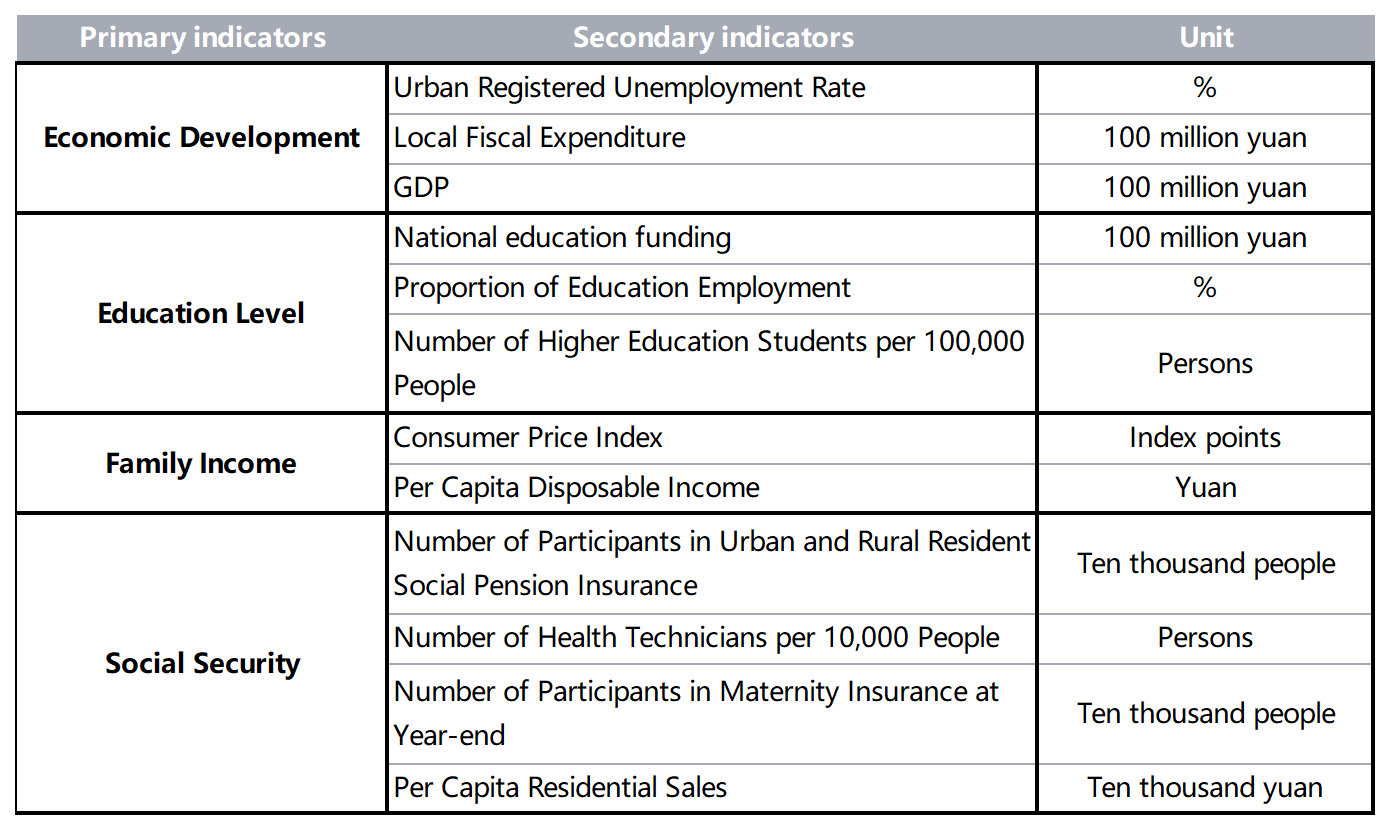 Primary indicators Secondary indicators Unit
Economic Development
Urban Registered Unemployment Rate %
Local Fiscal Expenditure 100 million yuan
GDP 100 million yuan
Education Level
National education funding 100 million yuan
Proportion of Education Employment %
Number of Higher Education Students per 100,000
People
Persons
Family Income
Consumer Price Index Index points
Per Capita Disposable Income Yuan
Social Security
Number of Participants in Urban and Rural Resident
Social Pension Insurance
Ten thousand people
Number of Health Technicians per 10,000 People Persons
Number of Participants in Maternity Insurance at
Year-end
Ten thousand people
Per Capita Residential Sales Ten thousand yuan